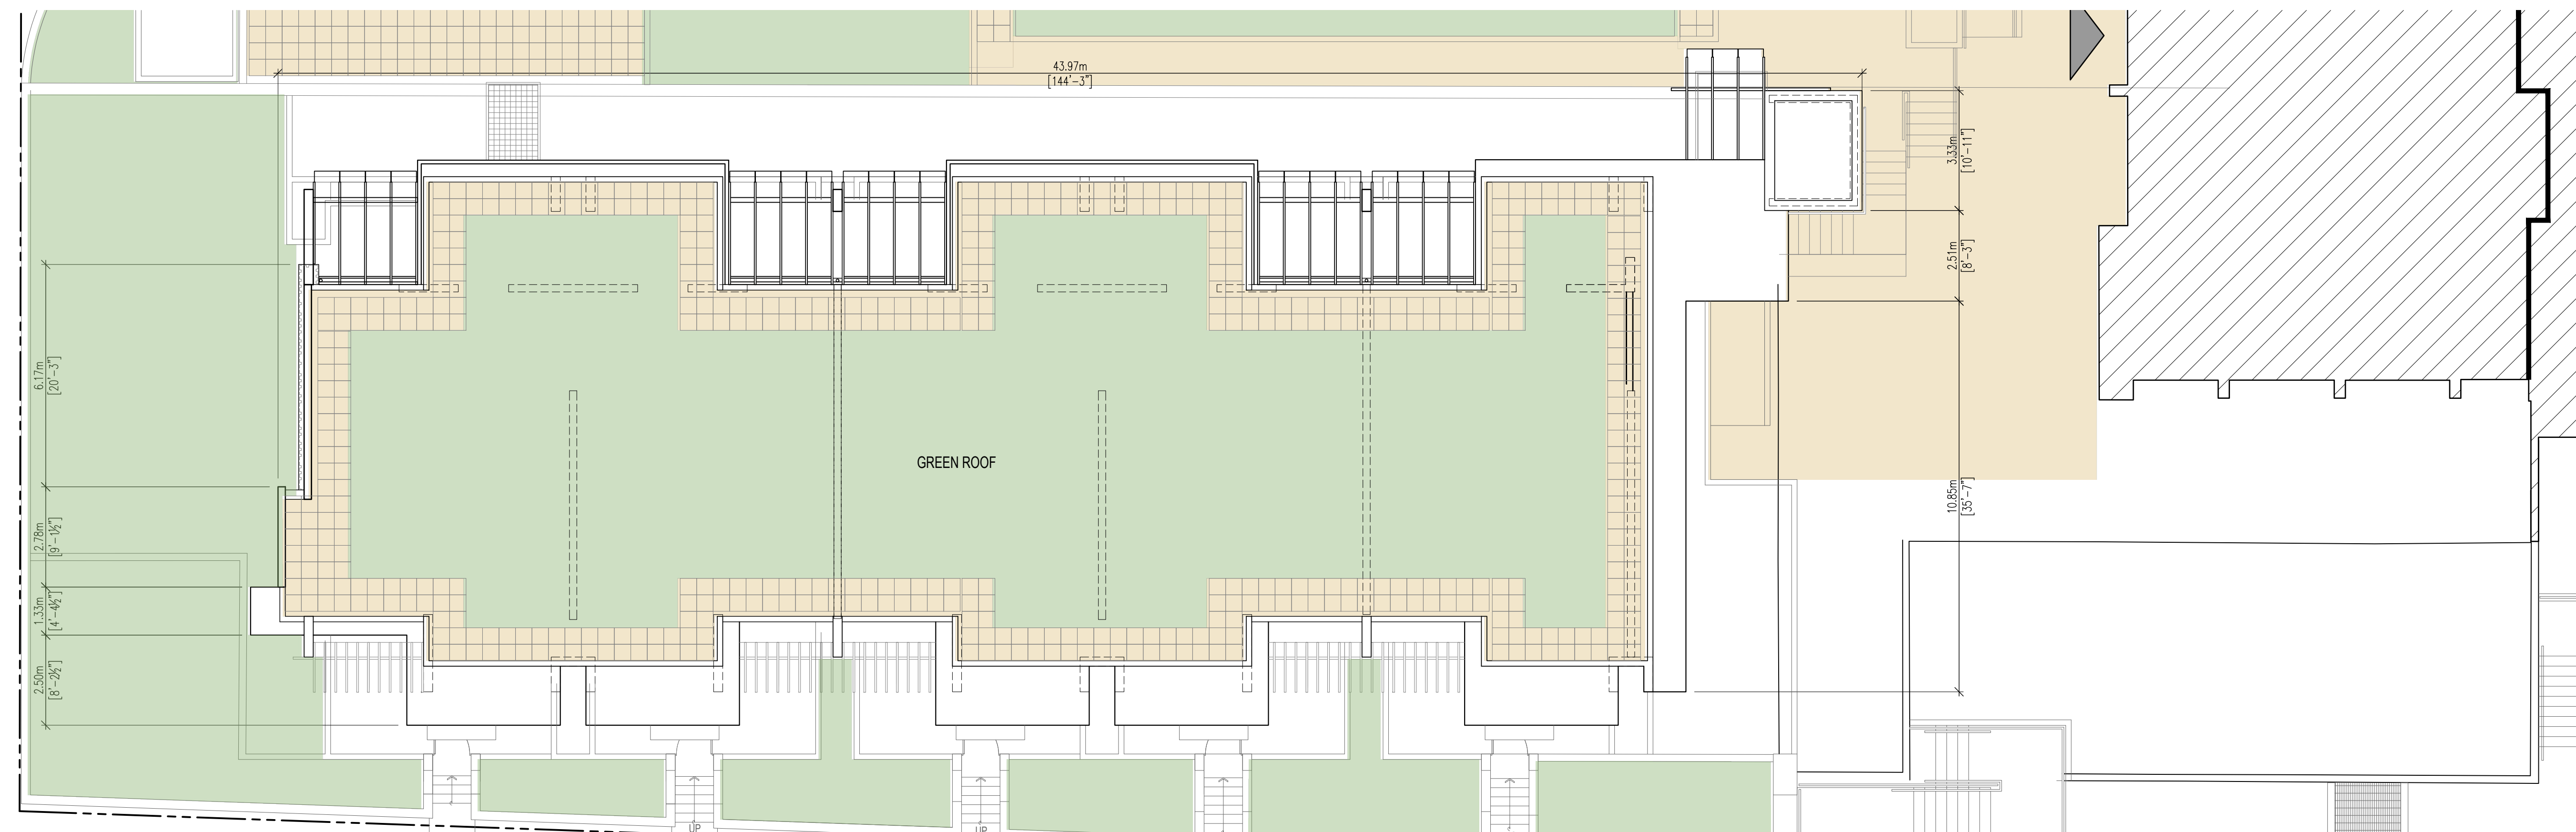 43.97m
[144'-3"]
3.33m
[10'-11"]
2.51m
[8'-3"]
6.17m
[20'-3"]
GREEN ROOF
10.85m
[35'-7"]
2.78m
[9'-1½"]
1.33m
[4'-4½"]
2.50m
[8'-2½"]
UP
UP